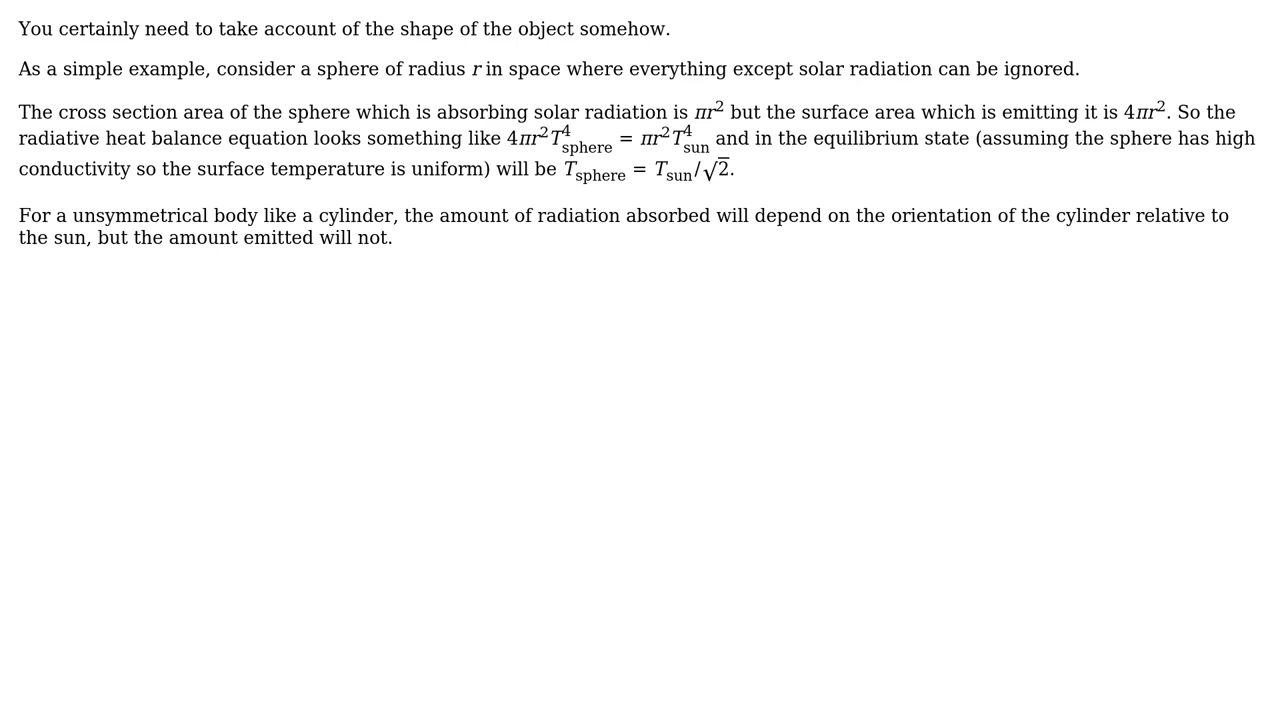 You certainly need to take account of the shape of the object somehow.
As a simple example, consider a sphere of radius r in space where everything except solar radiation can be ignored.
The cross section area of the sphere which is absorbing solar radiation is πr² but the surface area which is emitting it is 4πr². So the
radiative heat balance equation looks something like 4πr²T⁴_sphere = πr²T⁴_sun and in the equilibrium state (assuming the sphere has high
conductivity so the surface temperature is uniform) will be T_sphere = T_sun/√2.
For a unsymmetrical body like a cylinder, the amount of radiation absorbed will depend on the orientation of the cylinder relative to
the sun, but the amount emitted will not.